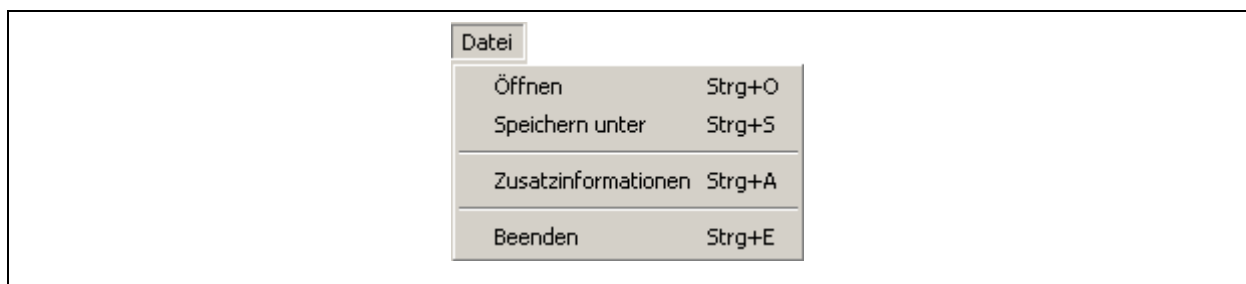 Datei
Öffnen Strg+O
Speichern unter Strg+S
Zusatzinformationen Strg+A
Beenden Strg+E